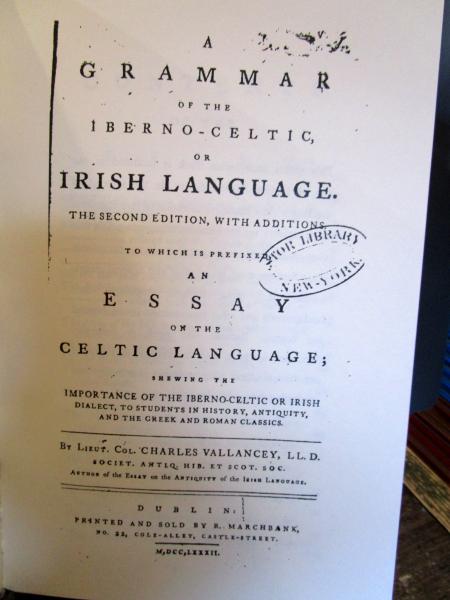 A
GRAMMAR
OF THE
IBERNO-CELTIC,
OR
IRISH LANGUAGE.
THE SECOND EDITION, WITH ADDITIONS
TO WHICH IS PREFIXED
AN
ESSAY
ON THE
CELTIC LANGUAGE;
SHEWING THE
IMPORTANCE OF THE IBERNO-CELTIC OR IRISH
DIALECT, TO STUDENTS IN HISTORY, ANTIQUITY,
AND THE GREEK AND ROMAN CLASSICS.
By LIEUT. COL. CHARLES VALLANCEY, LL.D.
SOCIET. ANTIQ. HIB. ET SCOT. SOC.
AUTHOR OF THE ESSAY ON THE ANTIQUITY OF THE IRISH LANGUAGE.
DUBLIN:
PRINTED AND SOLD BY R. MARCHBANK,
NO. 22, COLE-ALLEY, CASTLE-STREET.
M,DCC,LXXXII.
TOR LIBRARY
NEW-YORK.